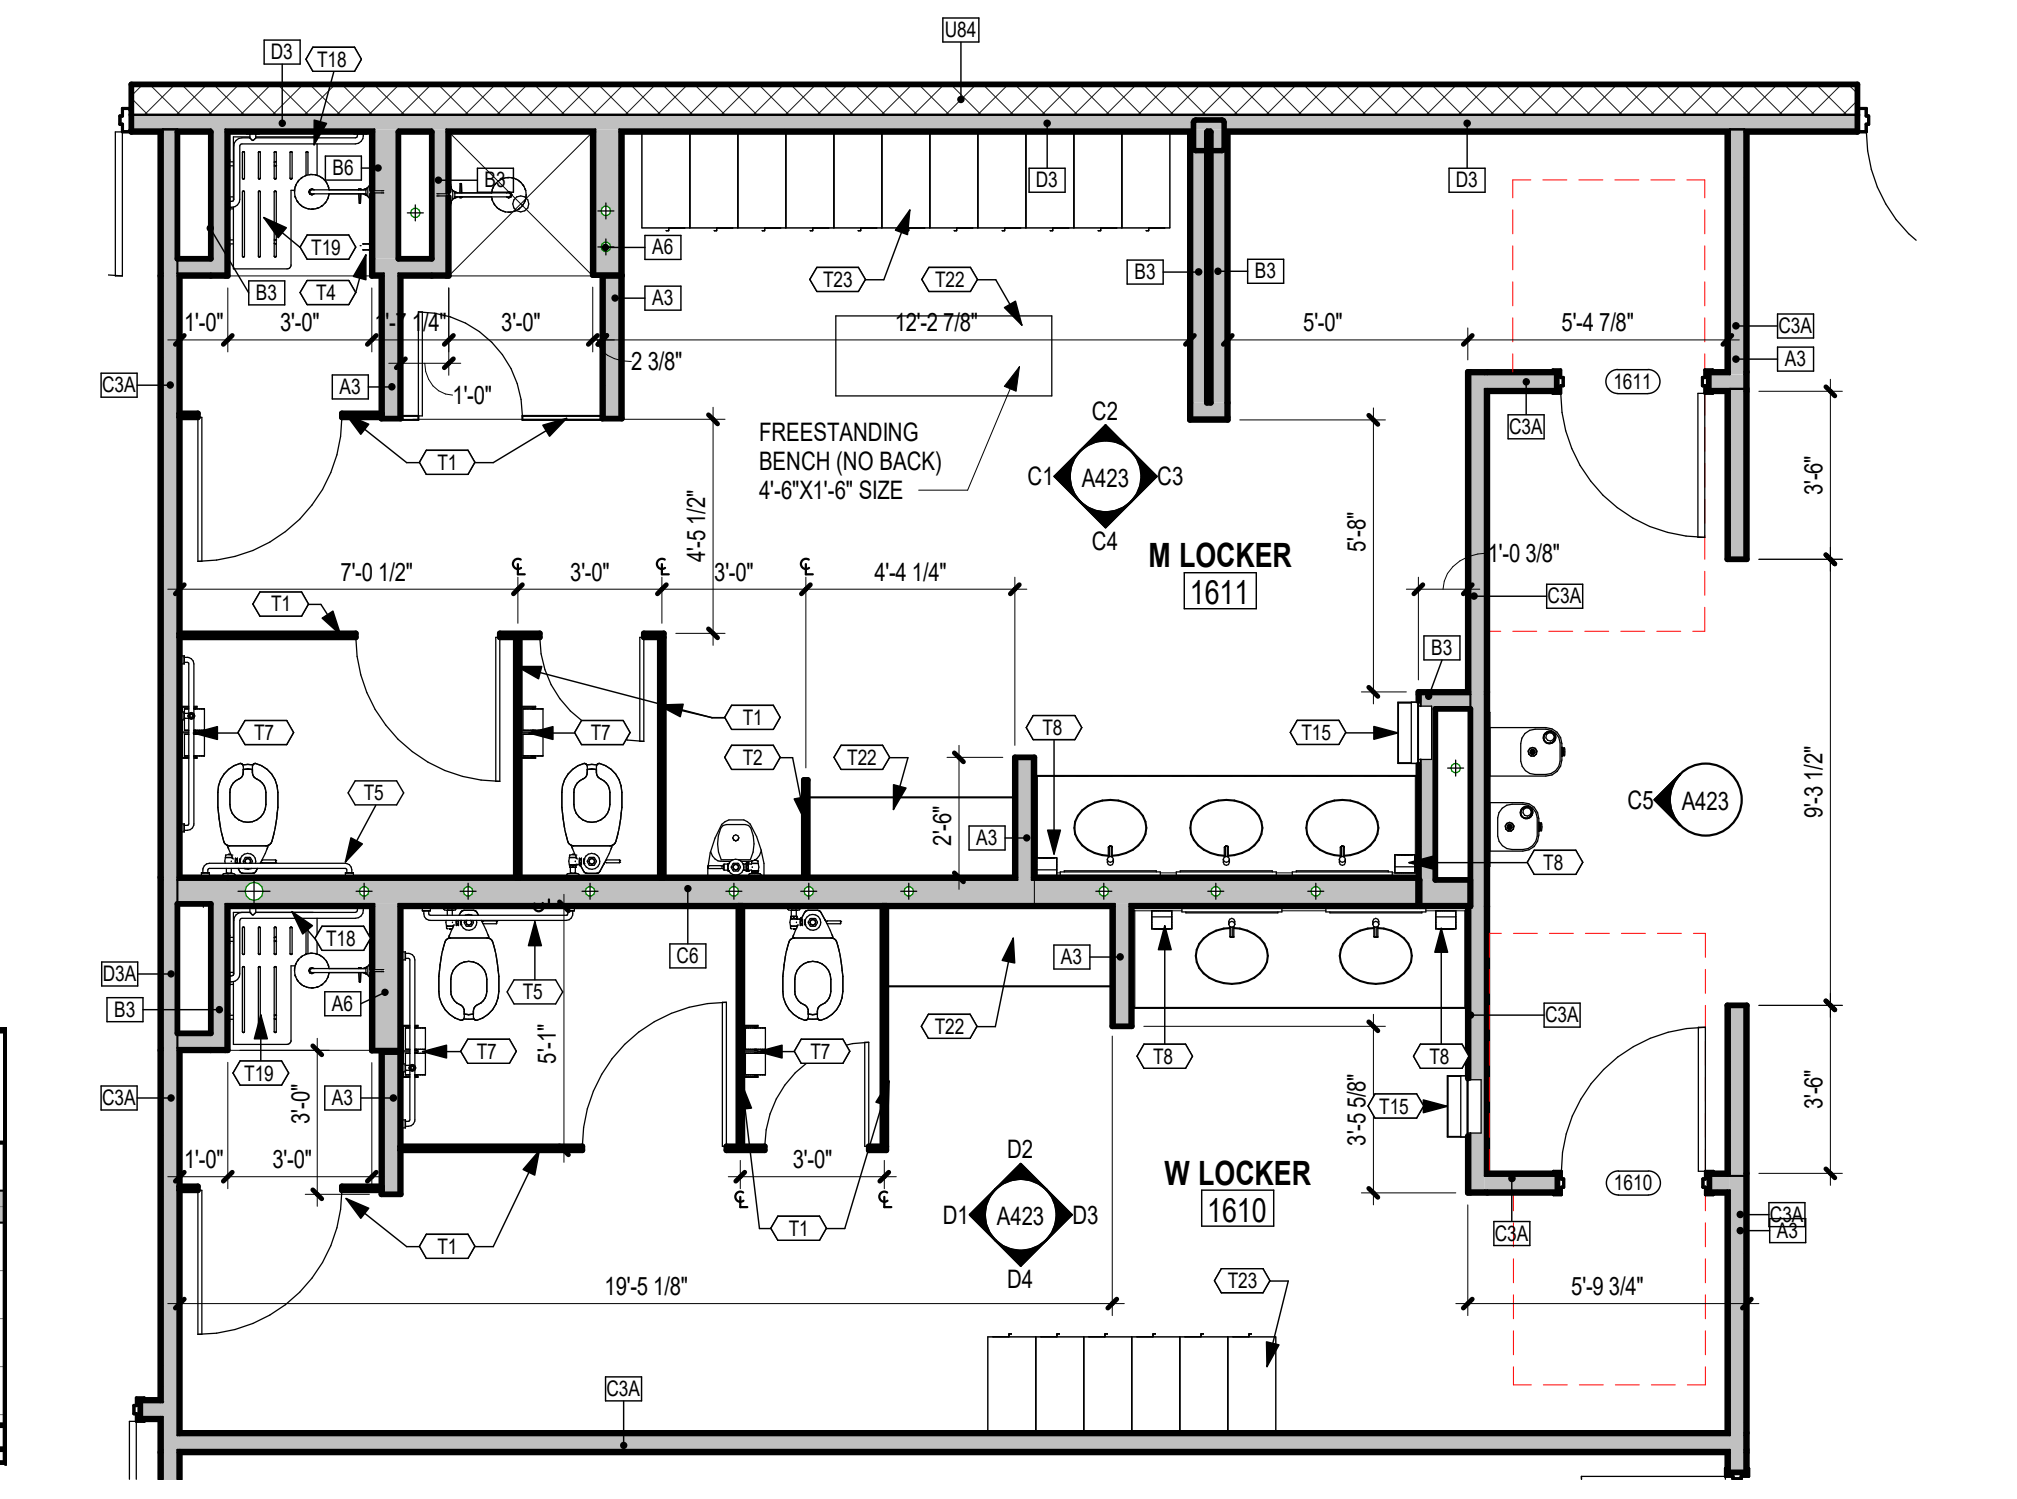 U84
D3
T18
B6
B3
D3
D3
T19
A6
B3
T4
T23
T22
B3
B3
A3
C3A
1'-0"
3'-0"
1'-7 1/4"
3'-0"
12'-2 7/8"
5'-0"
5'-4 7/8"
A3
2 3/8"
C3A
A3
1'-0"
1611
C3A
C2
C3A
FREESTANDING
BENCH (NO BACK)
4'-6"X1'-6" SIZE
T1
C1
A423
C3
3'-6"
C4
4'-5 1/2"
5'-8"
M LOCKER
1611
1'-0 3/8"
7'-0 1/2"
℄
3'-0"
℄
3'-0"
℄
4'-4 1/4"
C3A
T1
B3
T7
T7
T1
T2
T22
T8
T15
T5
2'-6"
A3
C5
A423
9'-3 1/2"
T8
T18
C6
A3
D3A
B3
A6
T5
T22
C3A
T19
T7
5'-1"
T7
T8
T8
C3A
3'-0"
A3
3'-5 5/8"
T15
3'-6"
1'-0"
3'-0"
3'-0"
℄
℄
D2
W LOCKER
1610
1610
D1
A423
D3
C3A
A3
C3A
T1
T1
D4
19'-5 1/8"
T23
5'-9 3/4"
C3A